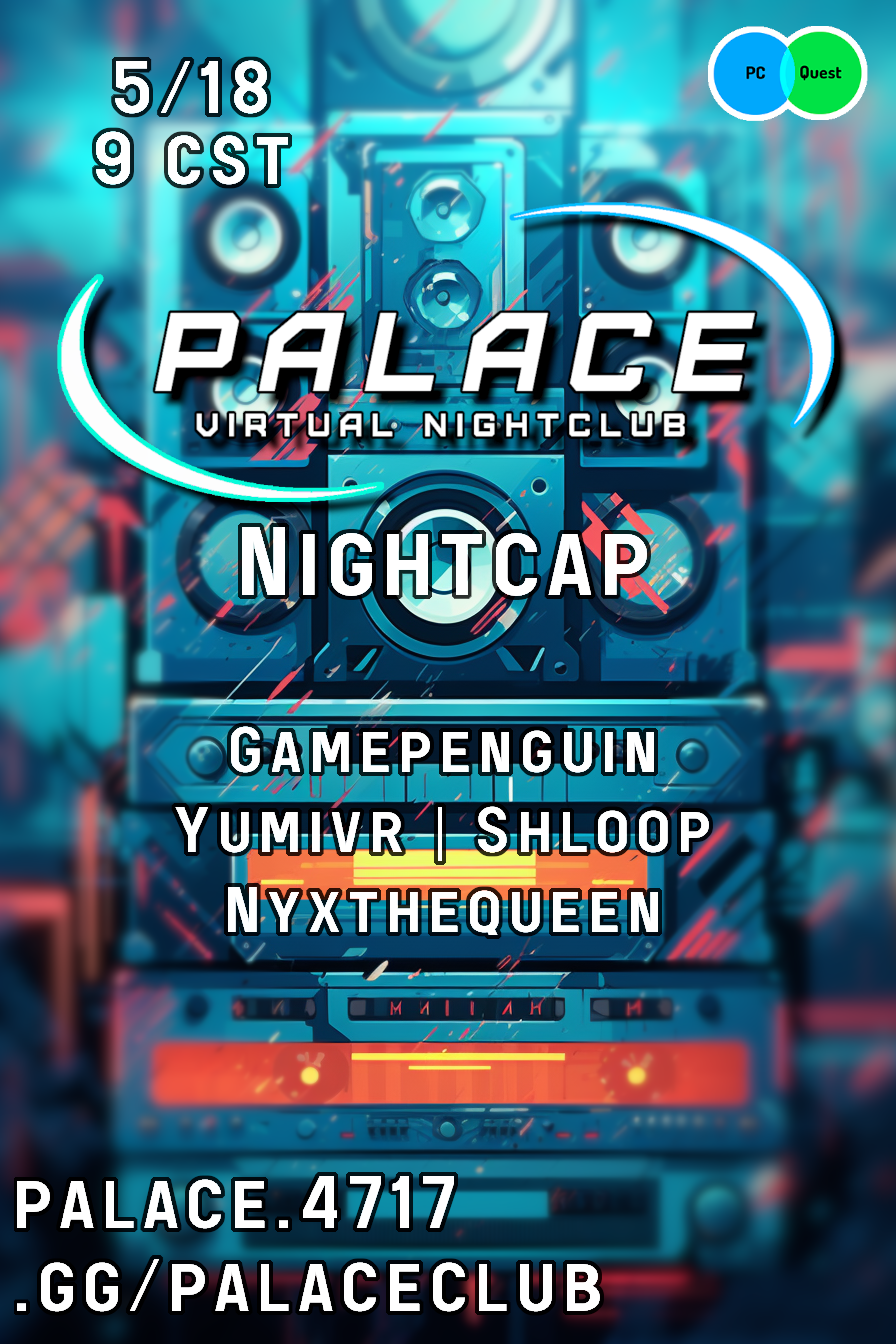 5/18
9 CST
PC Quest
PALACE
VIRTUAL NIGHTCLUB
NIGHTCAP
GAMEPENGUIN
YUMIVR | SHLOOP
NYXTHEQUEEN
PALACE.4717
.GG/PALACECLUB